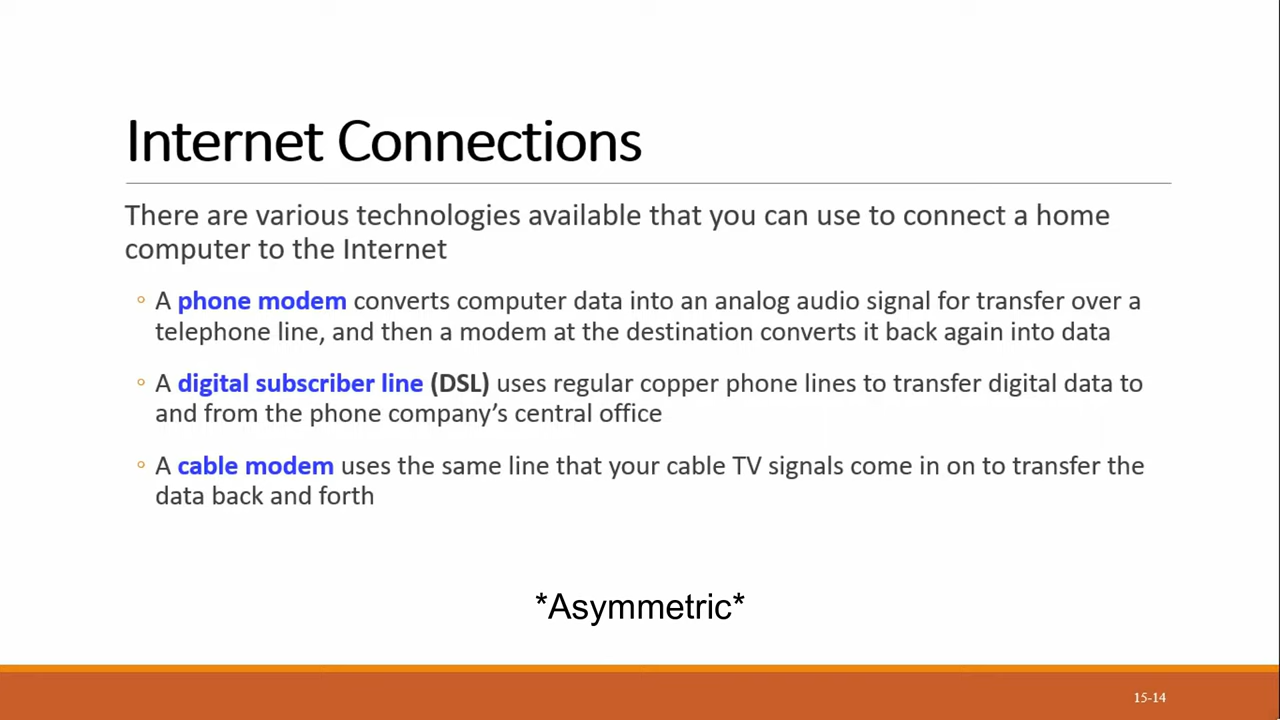 Internet Connections
There are various technologies available that you can use to connect a home
computer to the Internet
◦ A phone modem converts computer data into an analog audio signal for transfer over a
telephone line, and then a modem at the destination converts it back again into data
◦ A digital subscriber line (DSL) uses regular copper phone lines to transfer digital data to
and from the phone company’s central office
◦ A cable modem uses the same line that your cable TV signals come in on to transfer the
data back and forth
*Asymmetric*
15-14